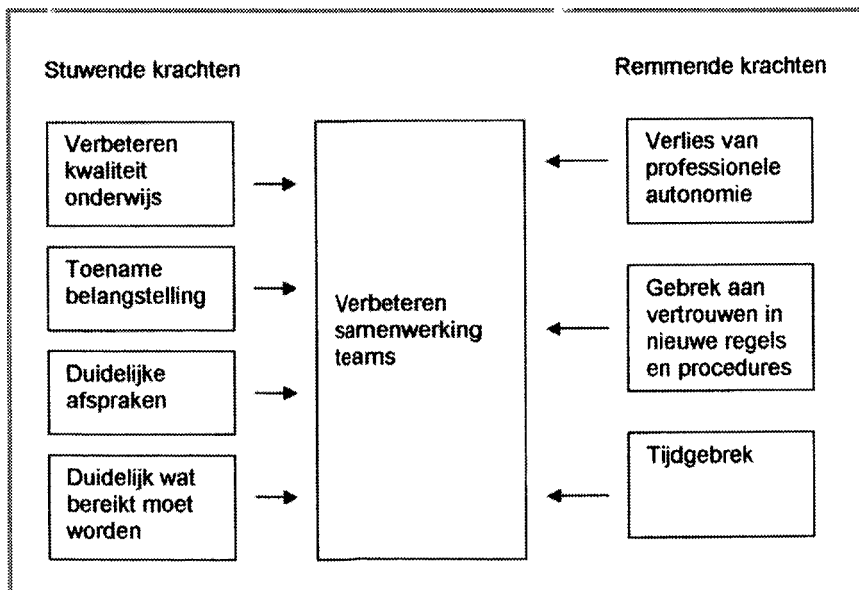 Stuwende krachten
Verbeteren
kwaliteit
onderwijs
Toename
belangstelling
Duidelijke
afspraken
Duidelijk wat
bereikt moet
worden
Verbeteren
samenwerking
teams
Remmende krachten
Verlies van
professionele
autonomie
Gebrek aan
vertrouwen in
nieuwe regels
en procedures
Tijdgebrek